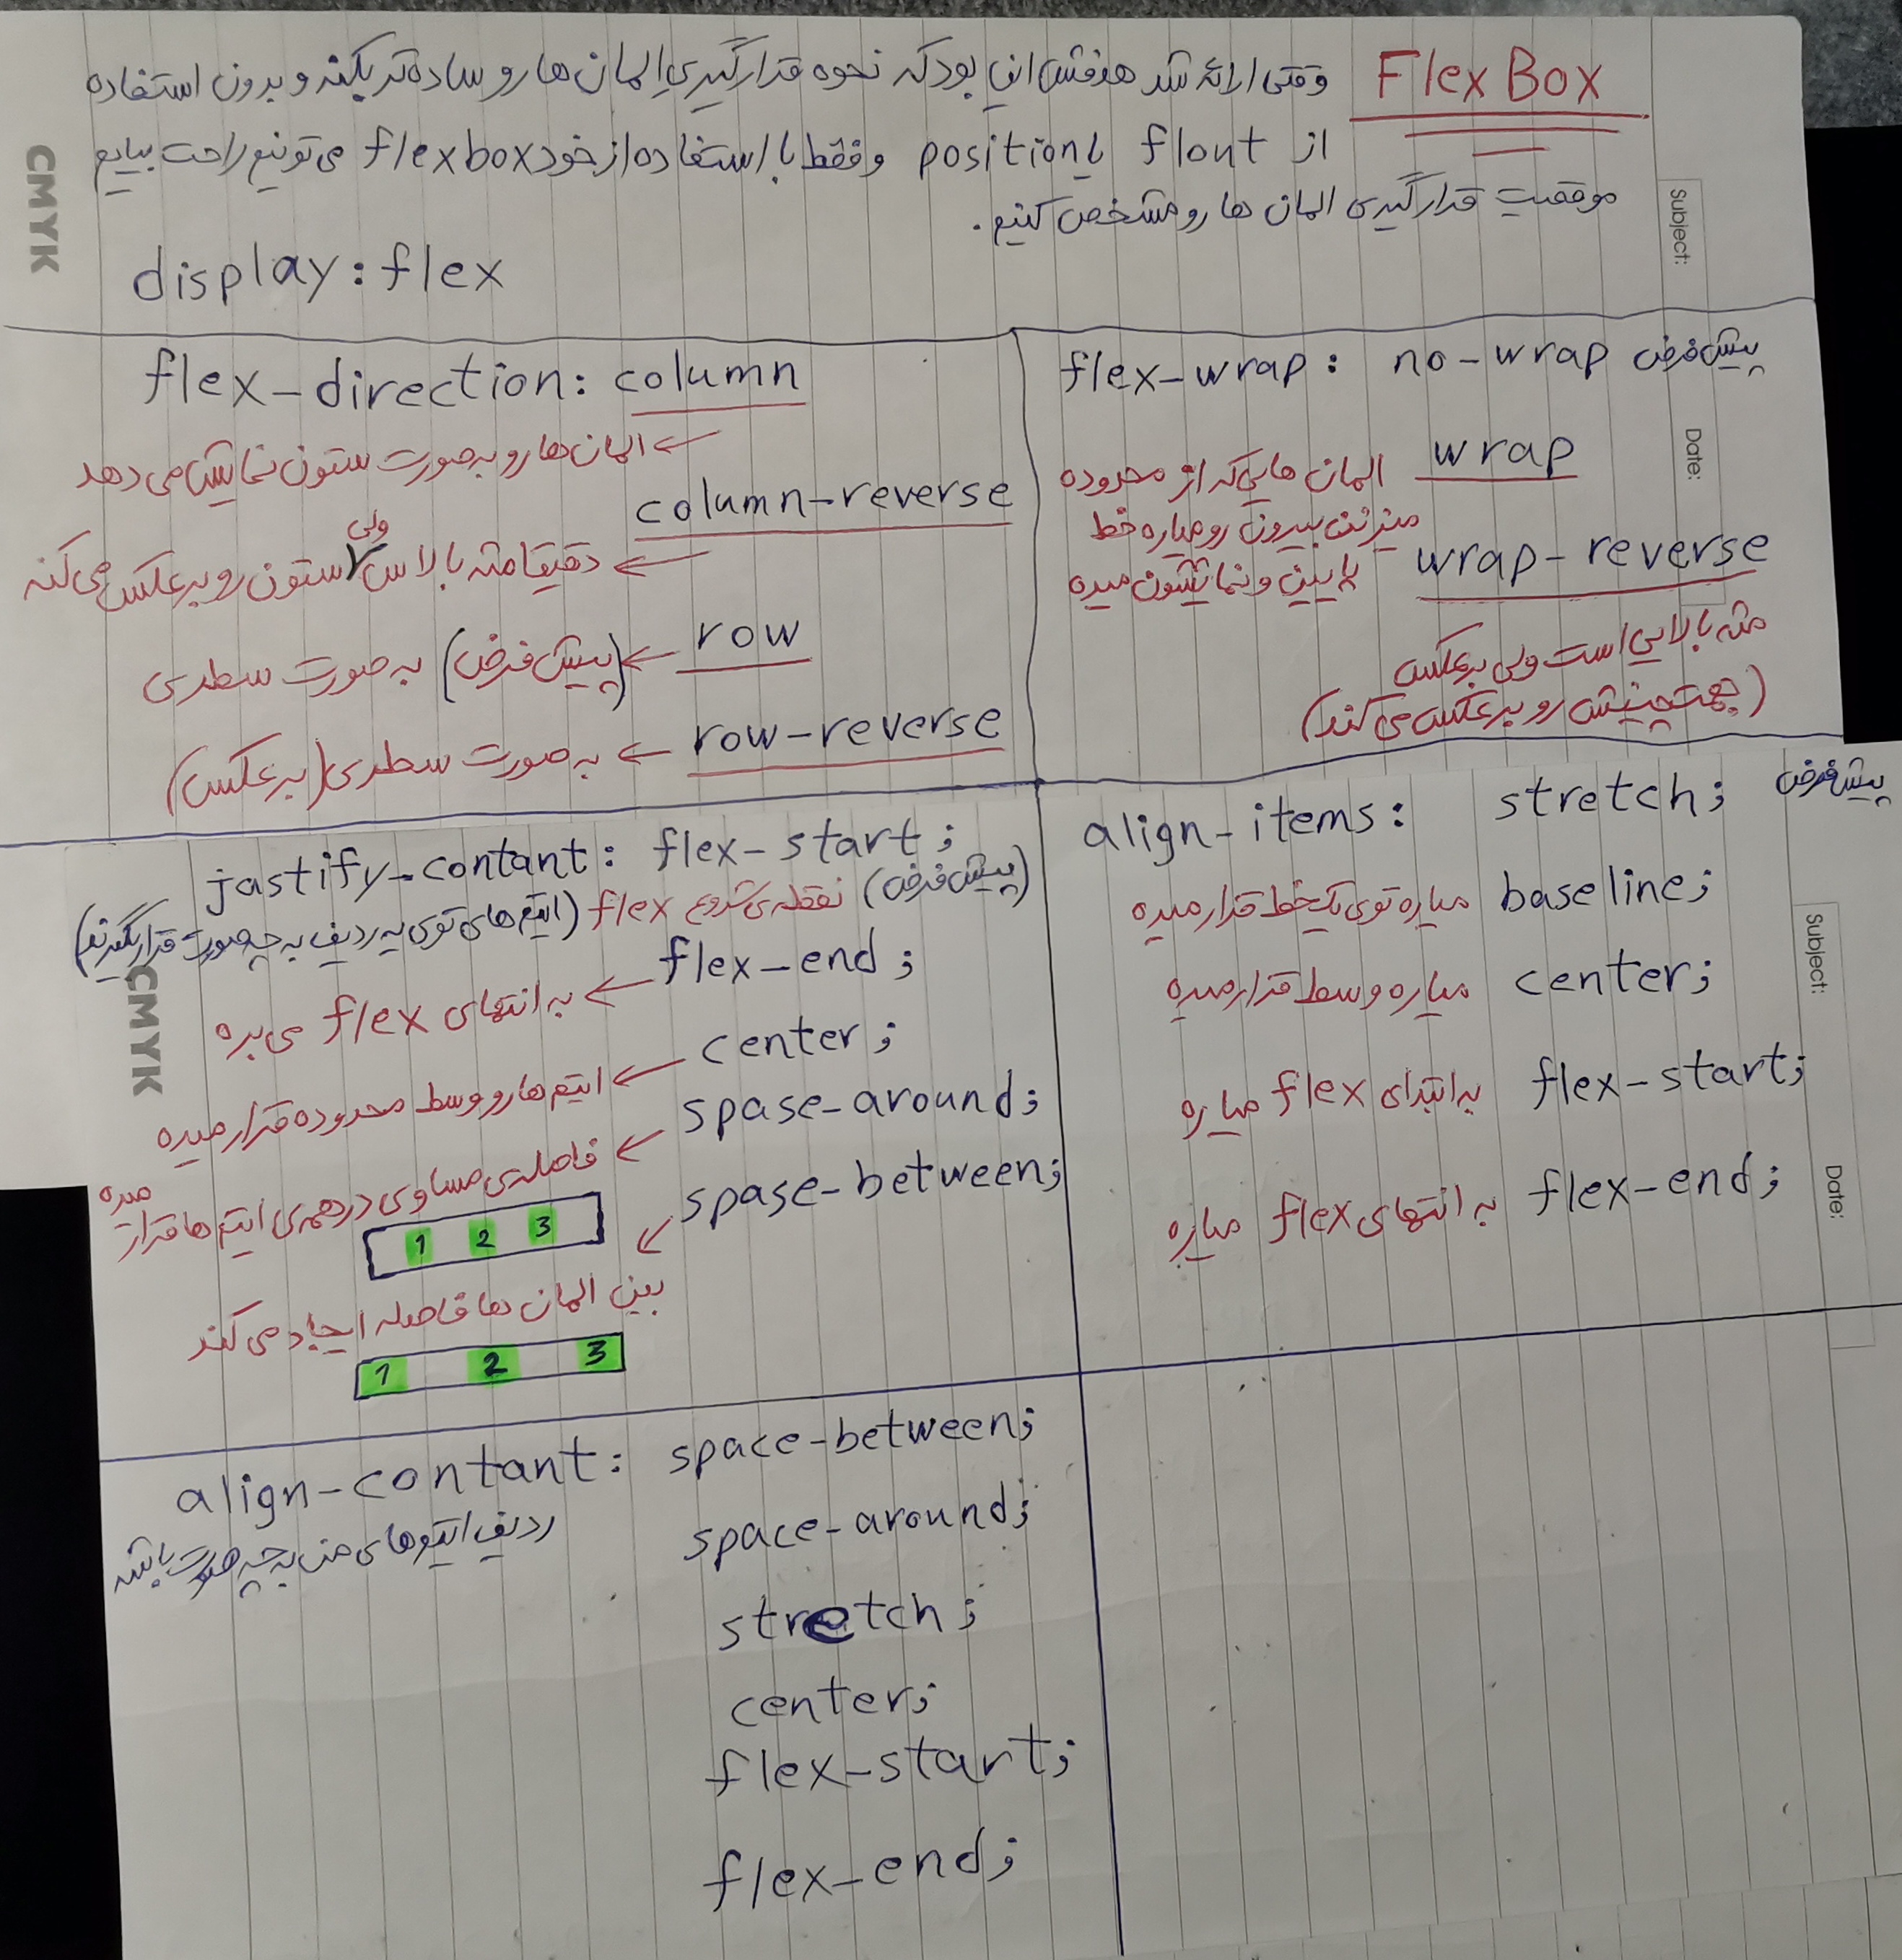 Flex Box
وقتی ارائه شد هدفش این بود که نحوه قرارگیری المان ها رو ساده تر بکنه و بدون استفاده
از flout یا position و فقط با استفاده از خود flexbox می تونیم راحت بیایم
موقعیت قرارگیری المان ها رو مشخص کنیم.
display: flex
flex-wrap: no-wrap پیش فرض
wrap
المان هایی که از محدوده
میزنن بیرون رو میاره خط
پایین و نمایششون میده
wrap-reverse
مثه بالایی است ولی برعکس
(جهت چینش رو برعکس می کند)
flex-direction: column
← المان ها رو به صورت ستون نمایش می دهد
column-reverse
← دقیقا مثه بالاس ولی ستون رو برعکس می کنه
row ← (پیش فرض) به صورت سطری
row-reverse ← به صورت سطری (برعکس)
align-items: stretch; پیش فرض
baseline; میاره توی یک خط قرار میده
center; میاره وسط قرار میده
flex-start; به ابتدای flex میاره
flex-end; به انتهای flex میاره
jastify-contant: flex-start;
(پیش فرض) نقطه ی شروع flex (ایتم های توی یه ردیف به چه صورت قرار بگیرند)
flex-end;
← به انتهای flex می بره
center;
← ایتم ها رو وسط محدوده قرار میده
spase-around;
← فاصله ی مساوی در همه ی ایتم ها قرار میده
1 2 3
spase-between;
بین المان ها فاصله ایجاد می کند
1 2 3
align-contant: space-between;
ردیف ایتم های من به چه صورت باشه
space-around;
stretch;
center;
flex-start;
flex-end;
CMYK
Subject:
Date:
CMYK
Subject:
Date: